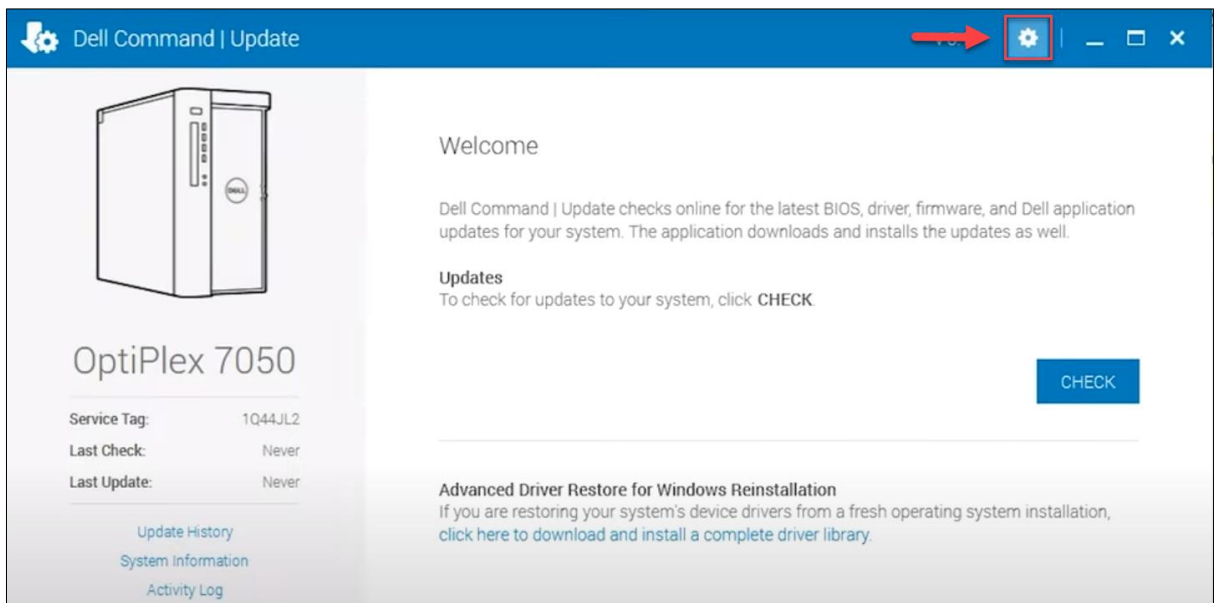 Dell Command | Update
DELL
OptiPlex 7050
Service Tag: 1Q44JL2
Last Check: Never
Last Update: Never
Update History
System Information
Activity Log
Welcome
Dell Command | Update checks online for the latest BIOS, driver, firmware, and Dell application
updates for your system. The application downloads and installs the updates as well.
Updates
To check for updates to your system, click CHECK.
CHECK
Advanced Driver Restore for Windows Reinstallation
If you are restoring your system's device drivers from a fresh operating system installation,
click here to download and install a complete driver library.